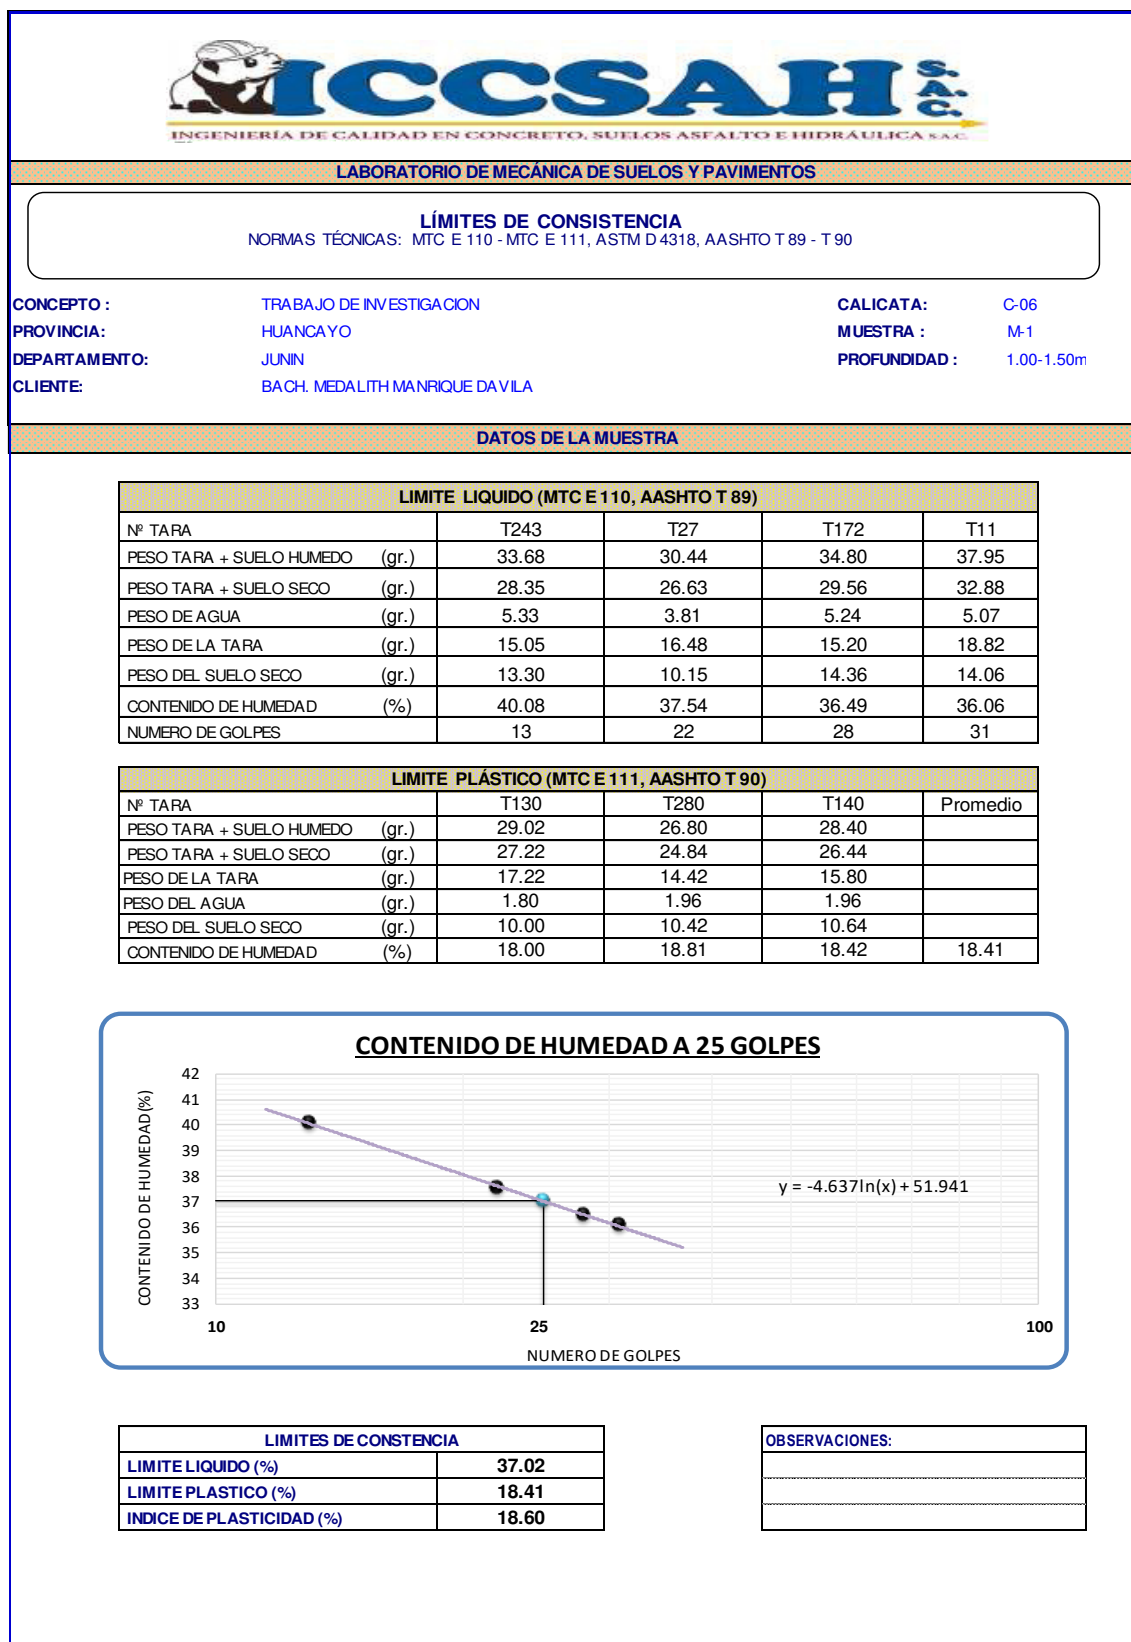 ICCSAH S.A.C.
INGENIERÍA DE CALIDAD EN CONCRETO, SUELOS ASFALTO E HIDRÁULICA S.A.C.
LABORATORIO DE MECÁNICA DE SUELOS Y PAVIMENTOS
LÍMITES DE CONSISTENCIA
NORMAS TÉCNICAS: MTC E 110 - MTC E 111, ASTM D 4318, AASHTO T 89 - T 90
CONCEPTO : TRABAJO DE INVESTIGACION CALICATA: C-06
PROVINCIA: HUANCAYO MUESTRA : M-1
DEPARTAMENTO: JUNIN PROFUNDIDAD : 1.00-1.50m
CLIENTE: BACH. MEDALITH MANRIQUE DAVILA
DATOS DE LA MUESTRA
LIMITE LIQUIDO (MTC E 110, AASHTO T 89)
Nº TARA T243 T27 T172 T11
PESO TARA + SUELO HUMEDO (gr.) 33.68 30.44 34.80 37.95
PESO TARA + SUELO SECO (gr.) 28.35 26.63 29.56 32.88
PESO DE AGUA (gr.) 5.33 3.81 5.24 5.07
PESO DE LA TARA (gr.) 15.05 16.48 15.20 18.82
PESO DEL SUELO SECO (gr.) 13.30 10.15 14.36 14.06
CONTENIDO DE HUMEDAD (%) 40.08 37.54 36.49 36.06
NUMERO DE GOLPES 13 22 28 31
LIMITE PLÁSTICO (MTC E 111, AASHTO T 90)
Nº TARA T130 T280 T140 Promedio
PESO TARA + SUELO HUMEDO (gr.) 29.02 26.80 28.40
PESO TARA + SUELO SECO (gr.) 27.22 24.84 26.44
PESO DE LA TARA (gr.) 17.22 14.42 15.80
PESO DEL AGUA (gr.) 1.80 1.96 1.96
PESO DEL SUELO SECO (gr.) 10.00 10.42 10.64
CONTENIDO DE HUMEDAD (%) 18.00 18.81 18.42 18.41
CONTENIDO DE HUMEDAD A 25 GOLPES
CONTENIDO DE HUMEDAD(%)
42
41
40
39
38
37
36
35
34
33
y = -4.637ln(x) + 51.941
10 25 100
NUMERO DE GOLPES
LIMITES DE CONSTENCIA
LIMITE LIQUIDO (%) 37.02
LIMITE PLASTICO (%) 18.41
INDICE DE PLASTICIDAD (%) 18.60
OBSERVACIONES: